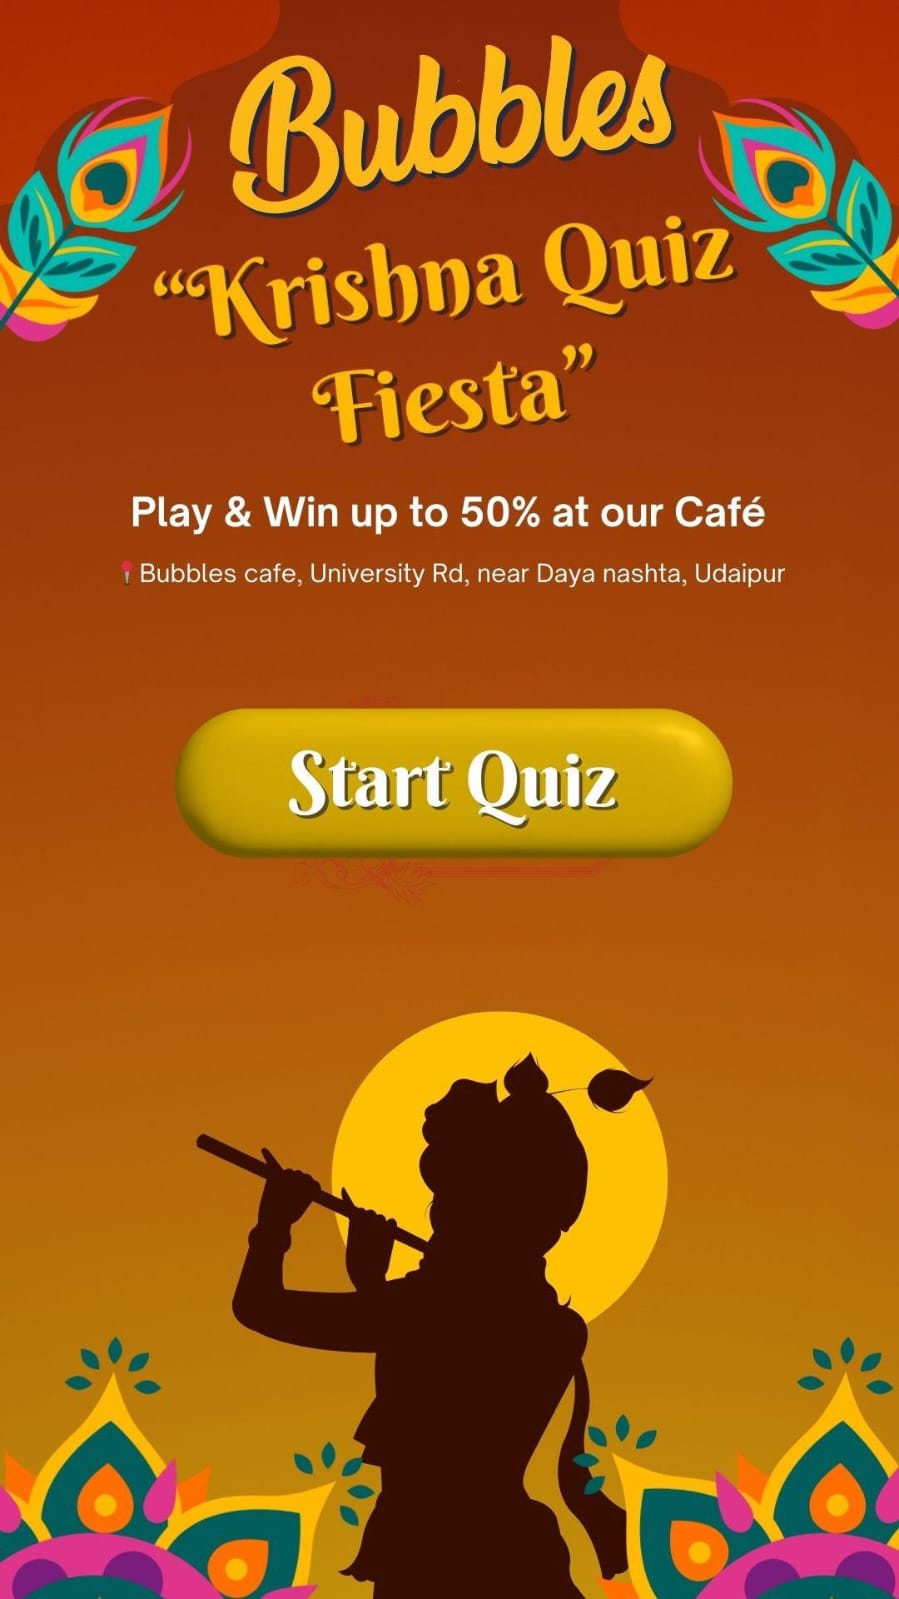 Bubbles
“Krishna Quiz
Fiesta”
Play & Win up to 50% at our Café
📍Bubbles cafe, University Rd, near Daya nashta, Udaipur
Start Quiz